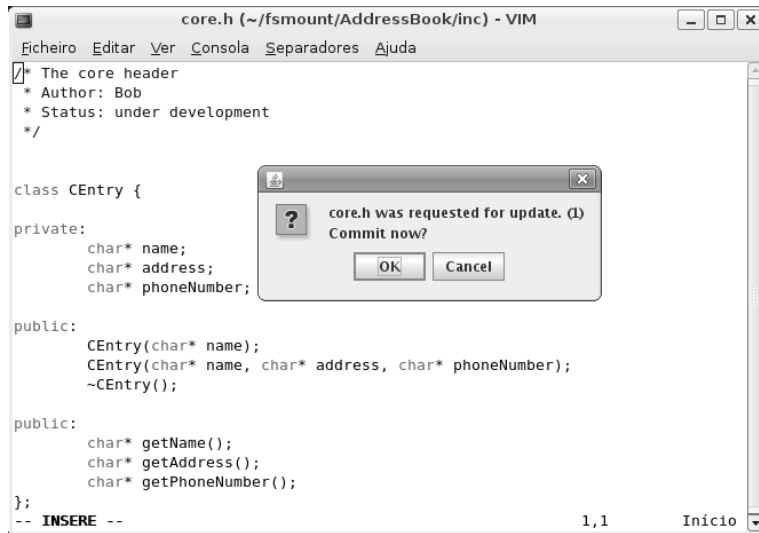 core.h (~/fsmount/AddressBook/inc) - VIM
Ficheiro Editar Ver Consola Separadores Ajuda
/* The core header
 * Author: Bob
 * Status: under development
 */
class CEntry {
private:
        char* name;
        char* address;
        char* phoneNumber;
public:
        CEntry(char* name);
        CEntry(char* name, char* address, char* phoneNumber);
        ~CEntry();
public:
        char* getName();
        char* getAddress();
        char* getPhoneNumber();
};
-- INSERE -- 1,1 Início
?
core.h was requested for update. (1)
Commit now?
OK Cancel